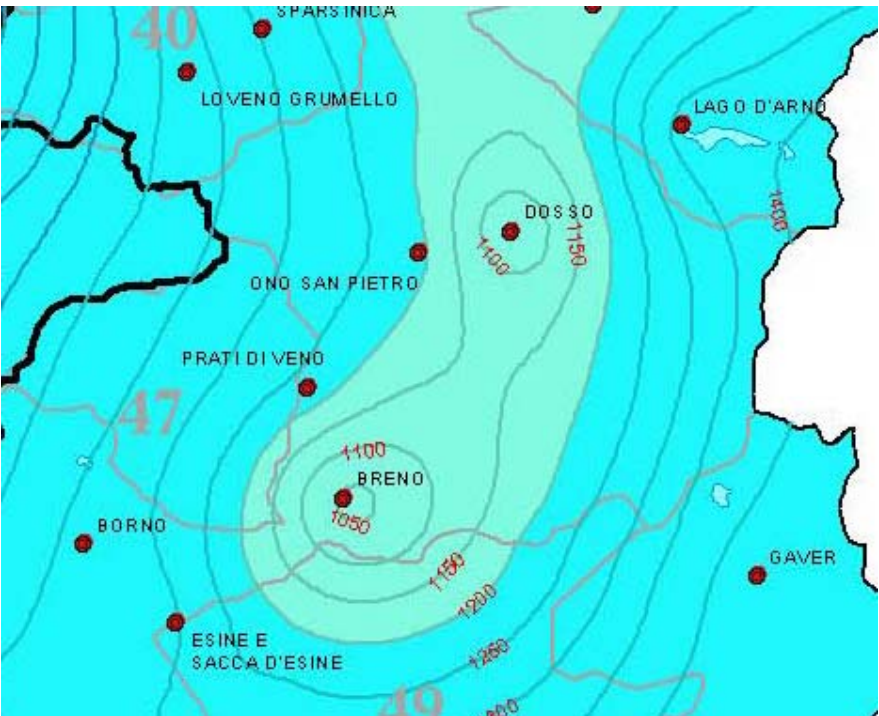 SPARSINICA
40
LOVENO GRUMELLO
LAGO D'ARNO
1400
DOSSO
1150
1100
ONO SAN PIETRO
PRATI DI VENO
47
1100
BRENO
1050
BORNO
GAVER
1150
1200
ESINE E
SACCA D'ESINE
1250
49